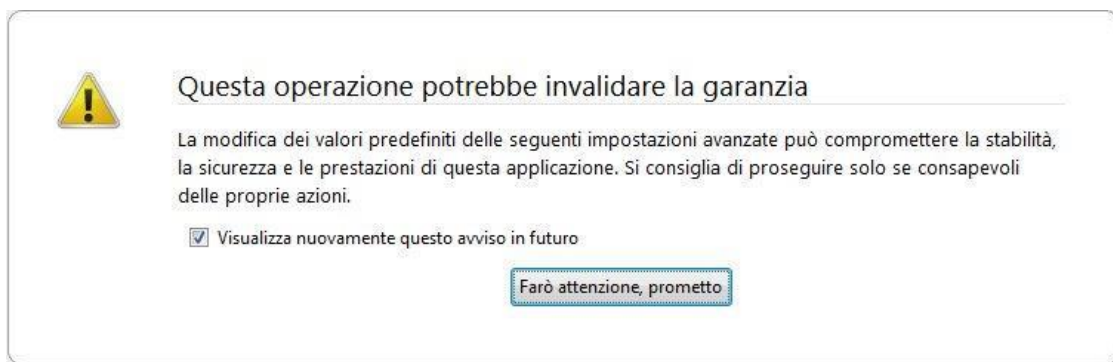 Questa operazione potrebbe invalidare la garanzia
La modifica dei valori predefiniti delle seguenti impostazioni avanzate può compromettere la stabilità,
la sicurezza e le prestazioni di questa applicazione. Si consiglia di proseguire solo se consapevoli
delle proprie azioni.
Visualizza nuovamente questo avviso in futuro
Farò attenzione, prometto